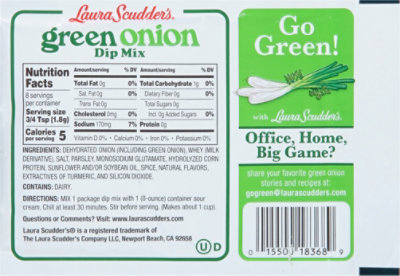 Laura Scudder's®
green onion
Dip Mix
Nutrition Facts
8 servings per container
Serving size 3/4 Tsp (1.8g)
Calories per serving 5
Amount/serving % DV Amount/serving % DV
Total Fat 0g 0% Total Carbohydrate 1g 0%
Sat. Fat 0g 0% Dietary Fiber 0g 0%
Trans Fat 0g Total Sugars 0g
Cholesterol 0mg 0% Incl. 0g Added Sugars 0%
Sodium 170mg 7% Protein 0g
Vitamin D 0% • Calcium 0% • Iron 0% • Potassium 0%
INGREDIENTS: DEHYDRATED ONION (INCLUDING GREEN ONION), WHEY (MILK
DERIVATIVE), SALT, PARSLEY, MONOSODIUM GLUTAMATE, HYDROLYZED CORN
PROTEIN, SUNFLOWER AND/OR SOYBEAN OIL, SPICE, NATURAL FLAVORS,
EXTRACTIVES OF TURMERIC, AND SILICON DIOXIDE.
CONTAINS: DAIRY.
DIRECTIONS: MIX 1 package dip mix with 1 (8-ounce) container sour
cream. Chill at least 30 minutes. Stir before serving. (Makes about 1 cup).
Questions or Comments? Visit: www.laurascudders.com
Laura Scudder's® is a registered trademark of
The Laura Scudder's Company LLC, Newport Beach, CA 92658
U D
Go
Green!
with Laura Scudder's.
Office, Home,
Big Game?
share your favorite green onion
stories and recipes at:
gogreen@laurascudders.com
0 15501 18368 9